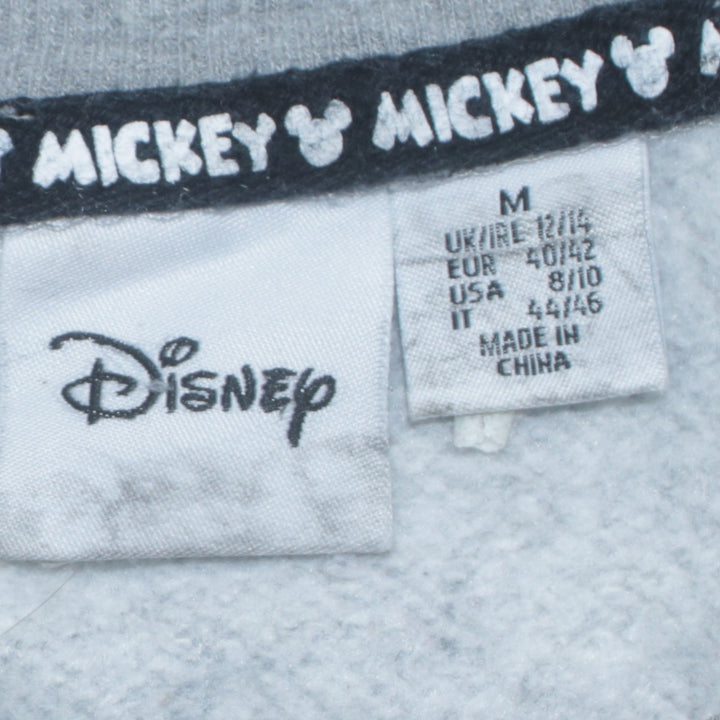 MICKEY MICKEY
M
UK/IRE 12/14
EUR 40/42
USA 8/10
IT 44/46
MADE IN
CHINA
Disney